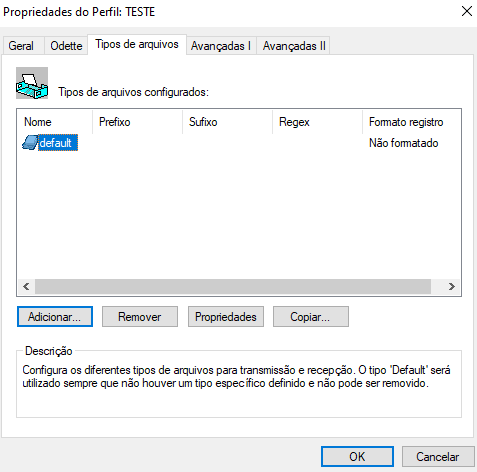 Propriedades do Perfil: TESTE
Geral Odette Tipos de arquivos Avançadas I Avançadas II
Tipos de arquivos configurados:
Nome Prefixo Sufixo Regex Formato registro
default Não formatado
Adicionar... Remover Propriedades Copiar...
Descrição
Configura os diferentes tipos de arquivos para transmissão e recepção. O tipo 'Default' será
utilizado sempre que não houver um tipo específico definido e não pode ser removido.
OK Cancelar